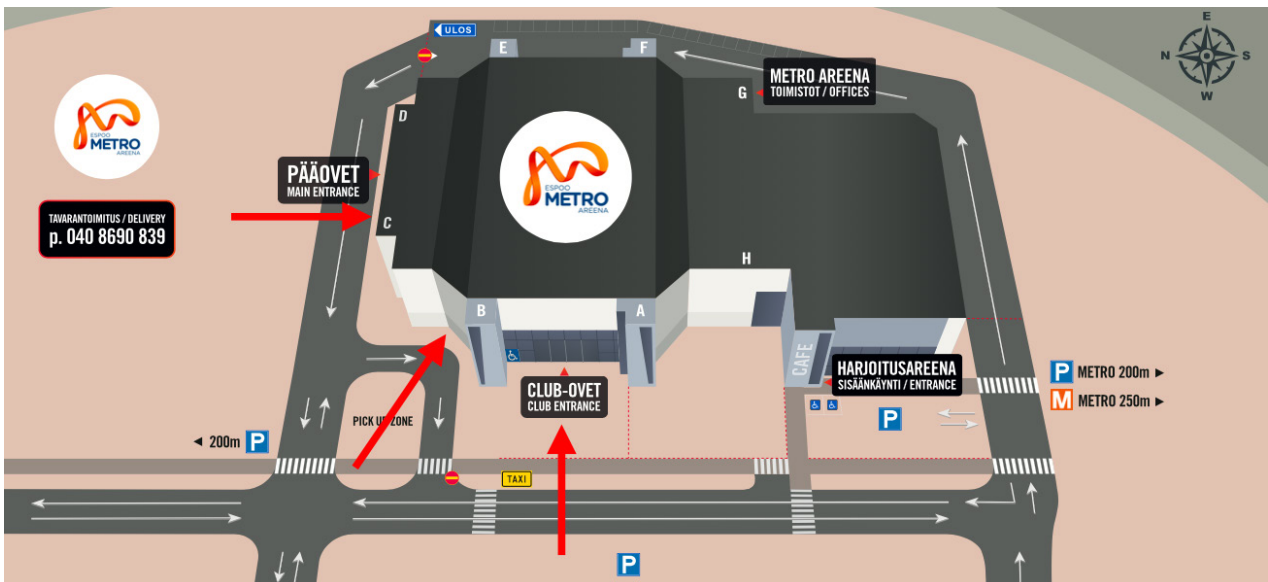 ULOS
E
F
E
N
S
W
ESPOO
METRO
AREENA
METRO AREENA
TOIMISTOT / OFFICES
G
D
ESPOO
METRO
AREENA
PÄÄOVET
MAIN ENTRANCE
TAVARANTOIMITUS / DELIVERY
p. 040 8690 839
C
H
B
A
CAFE
CLUB-OVET
CLUB ENTRANCE
HARJOITUSAREENA
SISÄÄNKÄYNTI / ENTRANCE
P METRO 200m ►
M METRO 250m ►
PICK UP ZONE
P
◄ 200m P
TAXI
P